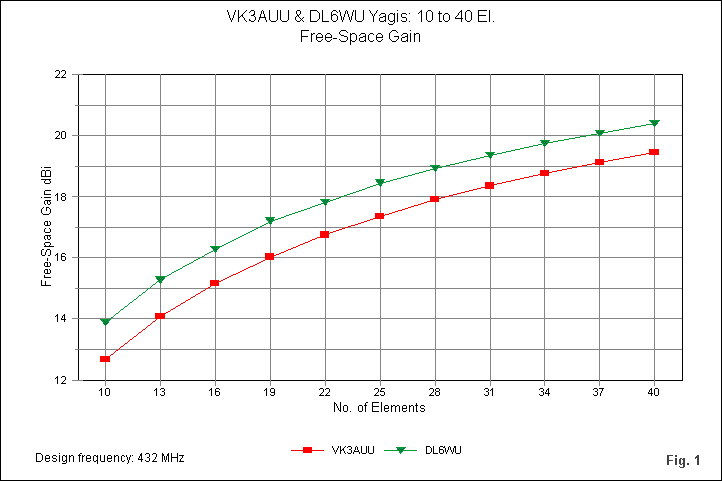 VK3AUU & DL6WU Yagis: 10 to 40 El.
Free-Space Gain
22
20
18
16
14
12
Free-Space Gain dBi
10 13 16 19 22 25 28 31 34 37 40
No. of Elements
VK3AUU DL6WU
Design frequency: 432 MHz
Fig. 1